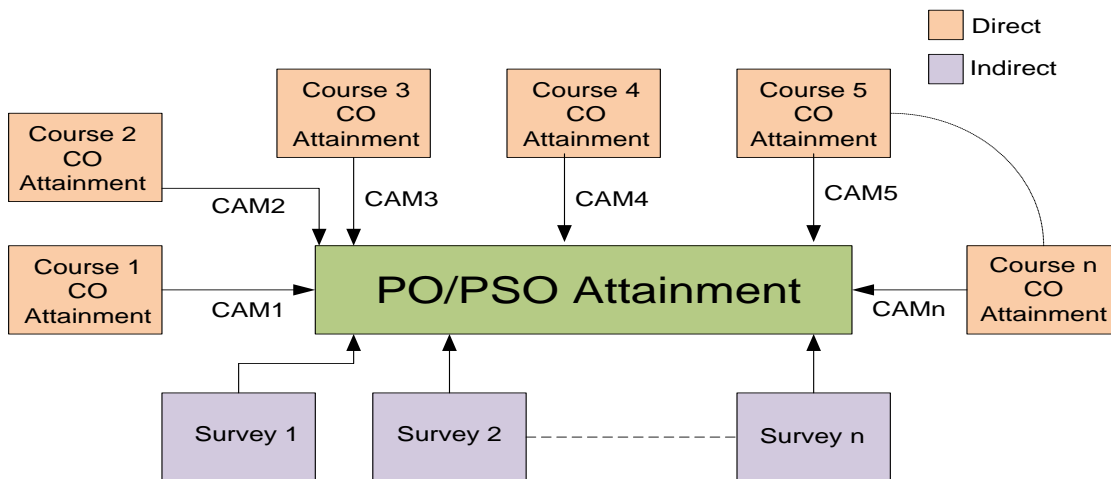 Direct
Indirect
Course 3
CO
Attainment
Course 4
CO
Attainment
Course 5
CO
Attainment
Course 2
CO
Attainment
CAM2
CAM3
CAM4
CAM5
Course 1
CO
Attainment
CAM1
PO/PSO Attainment
CAMn
Course n
CO
Attainment
Survey 1
Survey 2
Survey n